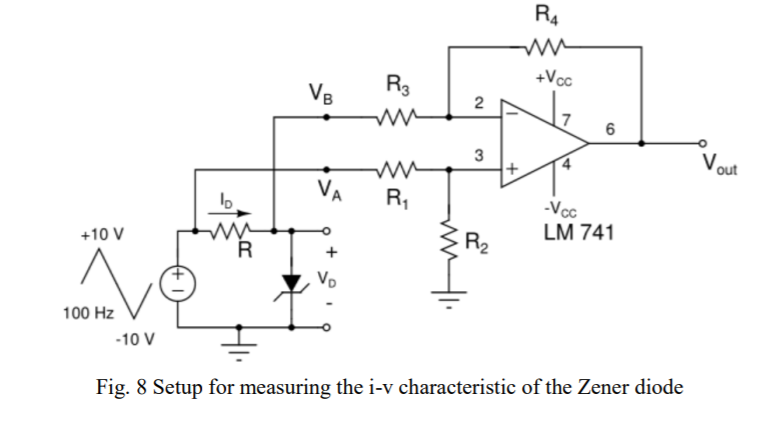 R4
+Vcc
VB
R3
2
7
6
3
4
Vout
VA
R1
-Vcc
LM 741
ID
R
R2
+10 V
+
+
VD
-
100 Hz
-10 V
Fig. 8 Setup for measuring the i-v characteristic of the Zener diode